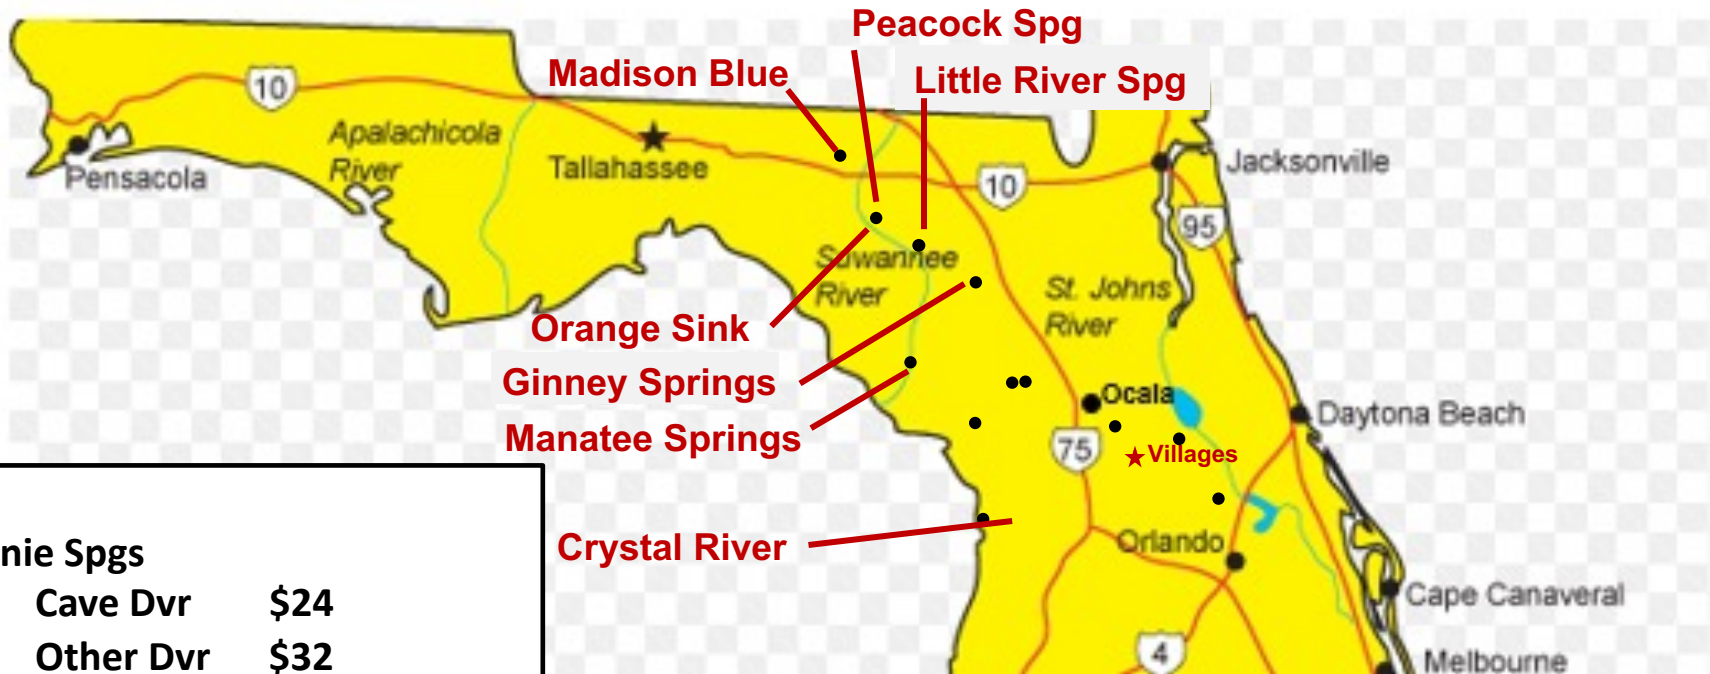 Peacock Spg
Madison Blue
Little River Spg
10
Apalachicola
River
Pensacola
Tallahassee
10
Jacksonville
95
Suwannee
River
St. Johns
River
Orange Sink
Ginney Springs
Manatee Springs
Ocala
Daytona Beach
75
Villages
Crystal River
Orlando
Cape Canaveral
4
Melbourne
nie Spgs
Cave Dvr $24
Other Dvr $32